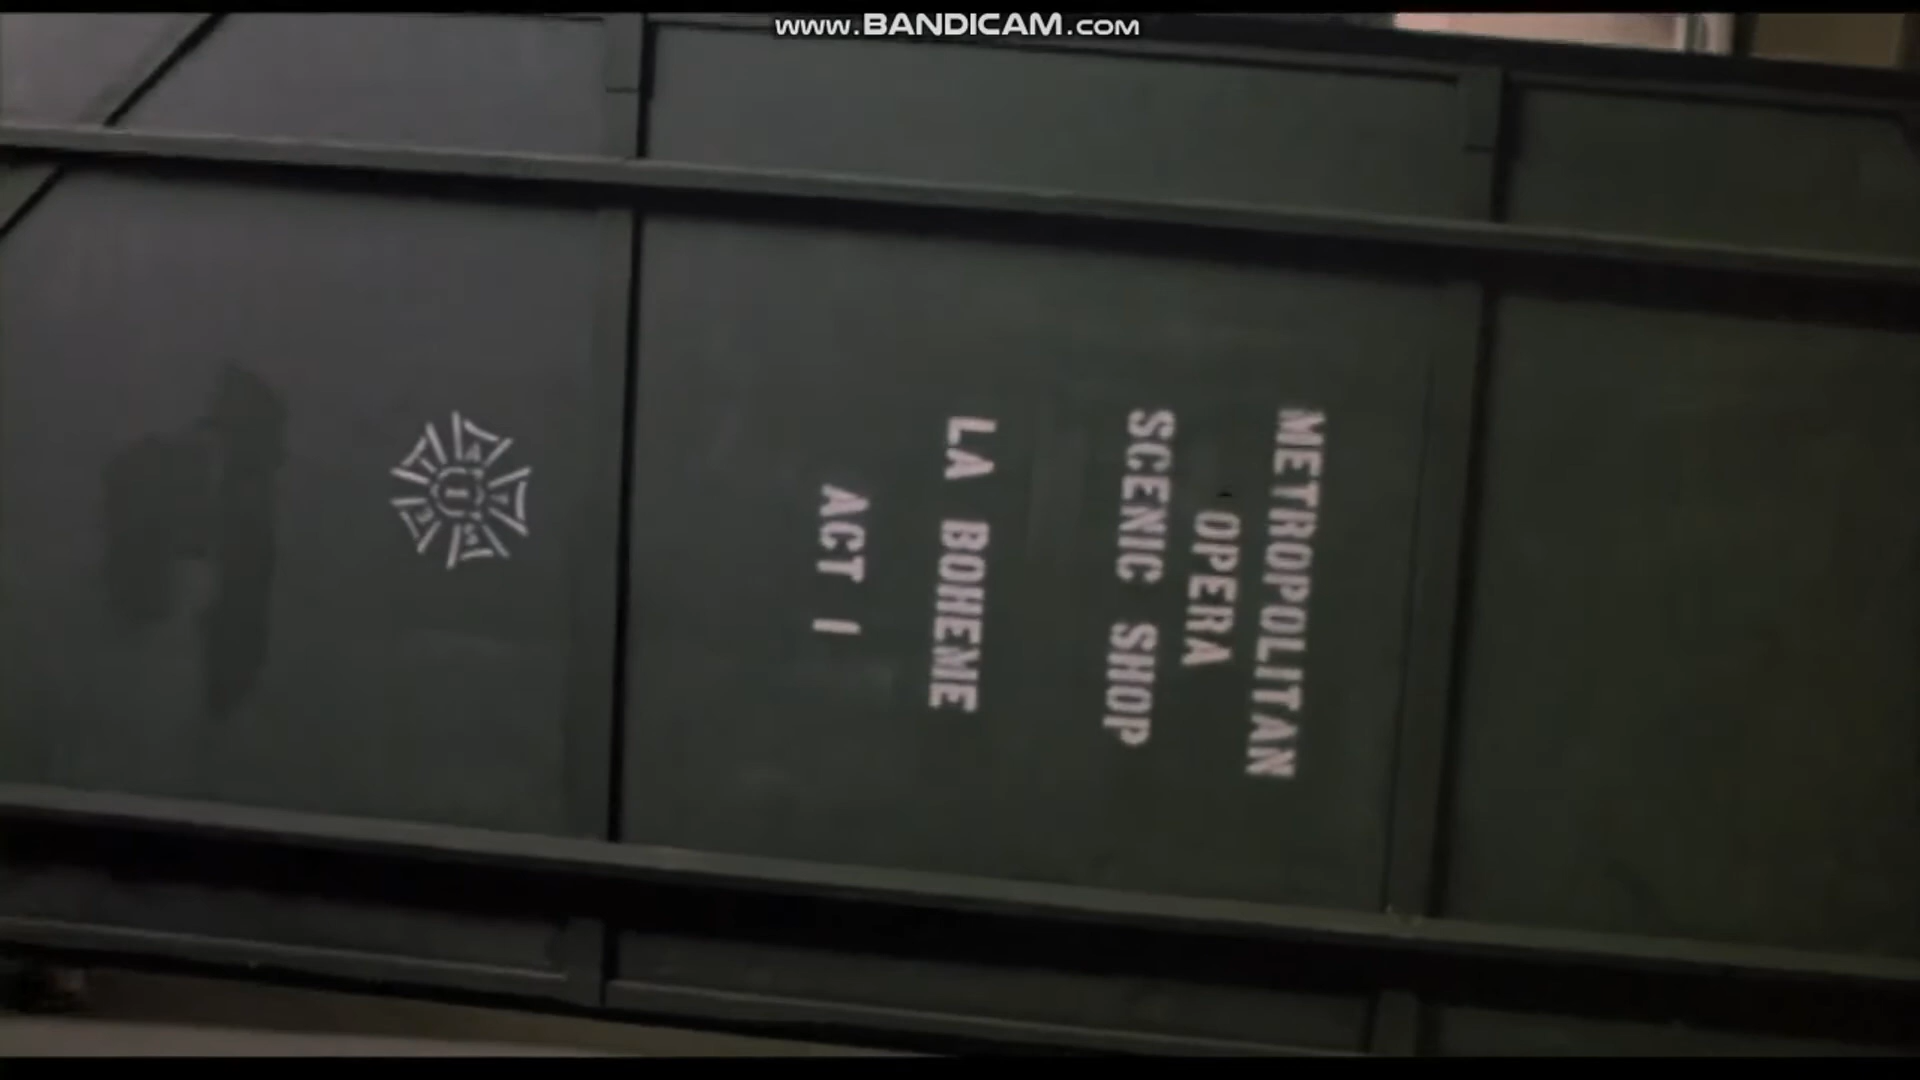 www.BANDICAM.com
METROPOLITAN
OPERA
SCENIC SHOP
LA BOHEME
ACT I
I A T S E